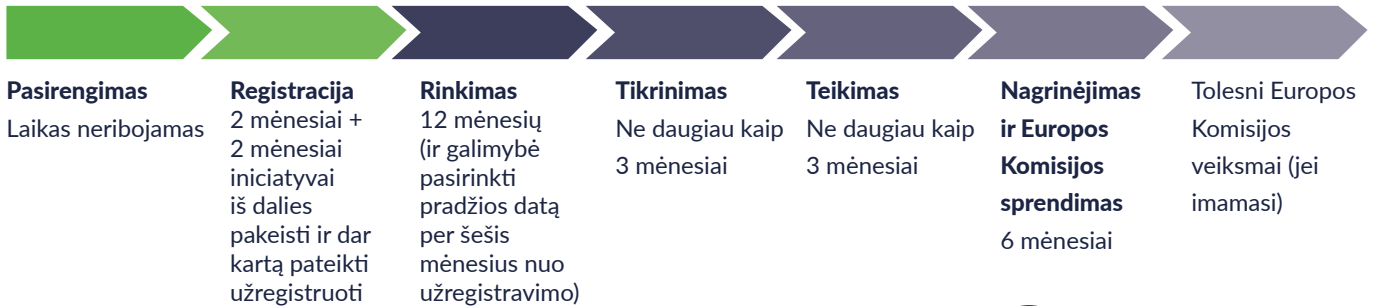 Pasirengimas
Laikas neribojamas
Registracija
2 mėnesiai +
2 mėnesiai
iniciatyvai
iš dalies
pakeisti ir dar
kartą pateikti
užregistruoti
Rinkimas
12 mėnesių
(ir galimybė
pasirinkti
pradžios datą
per šešis
mėnesius nuo
užregistravimo)
Tikrinimas
Ne daugiau kaip
3 mėnesiai
Teikimas
Ne daugiau kaip
3 mėnesiai
Nagrinėjimas
ir Europos
Komisijos
sprendimas
6 mėnesiai
Tolesni Europos
Komisijos
veiksmai (jei
imamasi)